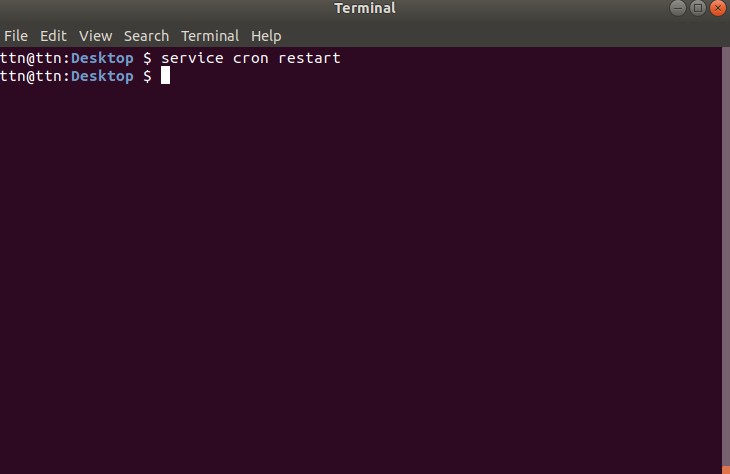 Terminal
File Edit View Search Terminal Help
ttn@ttn:Desktop $ service cron restart
ttn@ttn:Desktop $